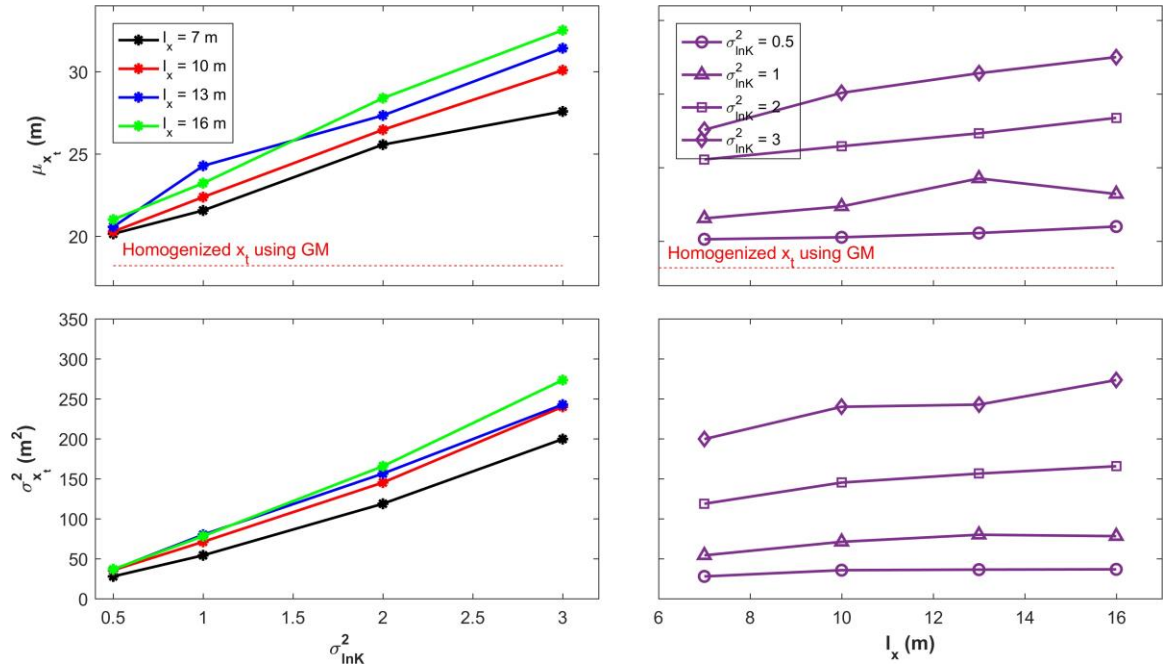 μ_x_t (m)
30
25
20
l_x = 7 m
l_x = 10 m
l_x = 13 m
l_x = 16 m
Homogenized x_t using GM
σ²_lnK = 0.5
σ²_lnK = 1
σ²_lnK = 2
σ²_lnK = 3
Homogenized x_t using GM
σ²_x_t (m²)
350
300
250
200
150
100
50
0
0.5 1 1.5 2 2.5 3
σ²_lnK
6 8 10 12 14 16
l_x (m)